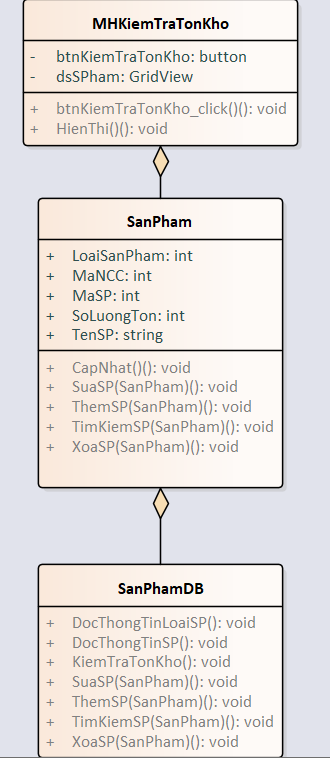 MHKiemTraTonKho
- btnKiemTraTonKho: button
- dsSPham: GridView
+ btnKiemTraTonKho_click()(): void
+ HienThi()(): void
SanPham
+ LoaiSanPham: int
+ MaNCC: int
+ MaSP: int
+ SoLuongTon: int
+ TenSP: string
+ CapNhat()(): void
+ SuaSP(SanPham)(): void
+ ThemSP(SanPham)(): void
+ TimKiemSP(SanPham)(): void
+ XoaSP(SanPham)(): void
SanPhamDB
+ DocThongTinLoaiSP(): void
+ DocThongTinSP(): void
+ KiemTraTonKho(): void
+ SuaSP(SanPham)(): void
+ ThemSP(SanPham)(): void
+ TimKiemSP(SanPham)(): void
+ XoaSP(SanPham)(): void